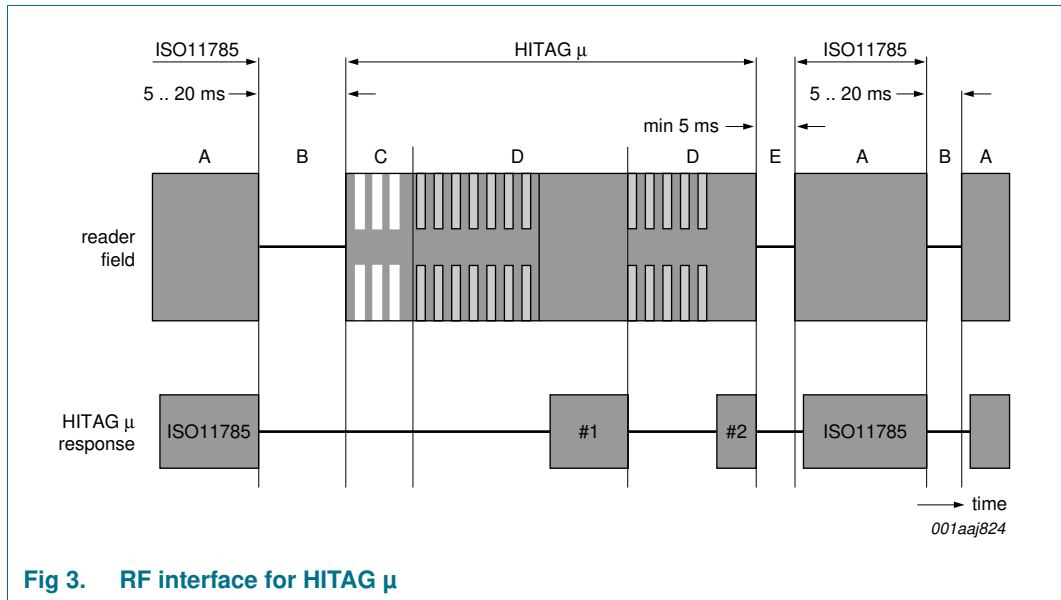 ISO11785
HITAG μ
ISO11785
5 .. 20 ms
5 .. 20 ms
min 5 ms
A
B
C
D
D
E
A
B
A
reader
field
HITAG μ
response
ISO11785
#1
#2
ISO11785
time
001aaj824
Fig 3. RF interface for HITAG μ